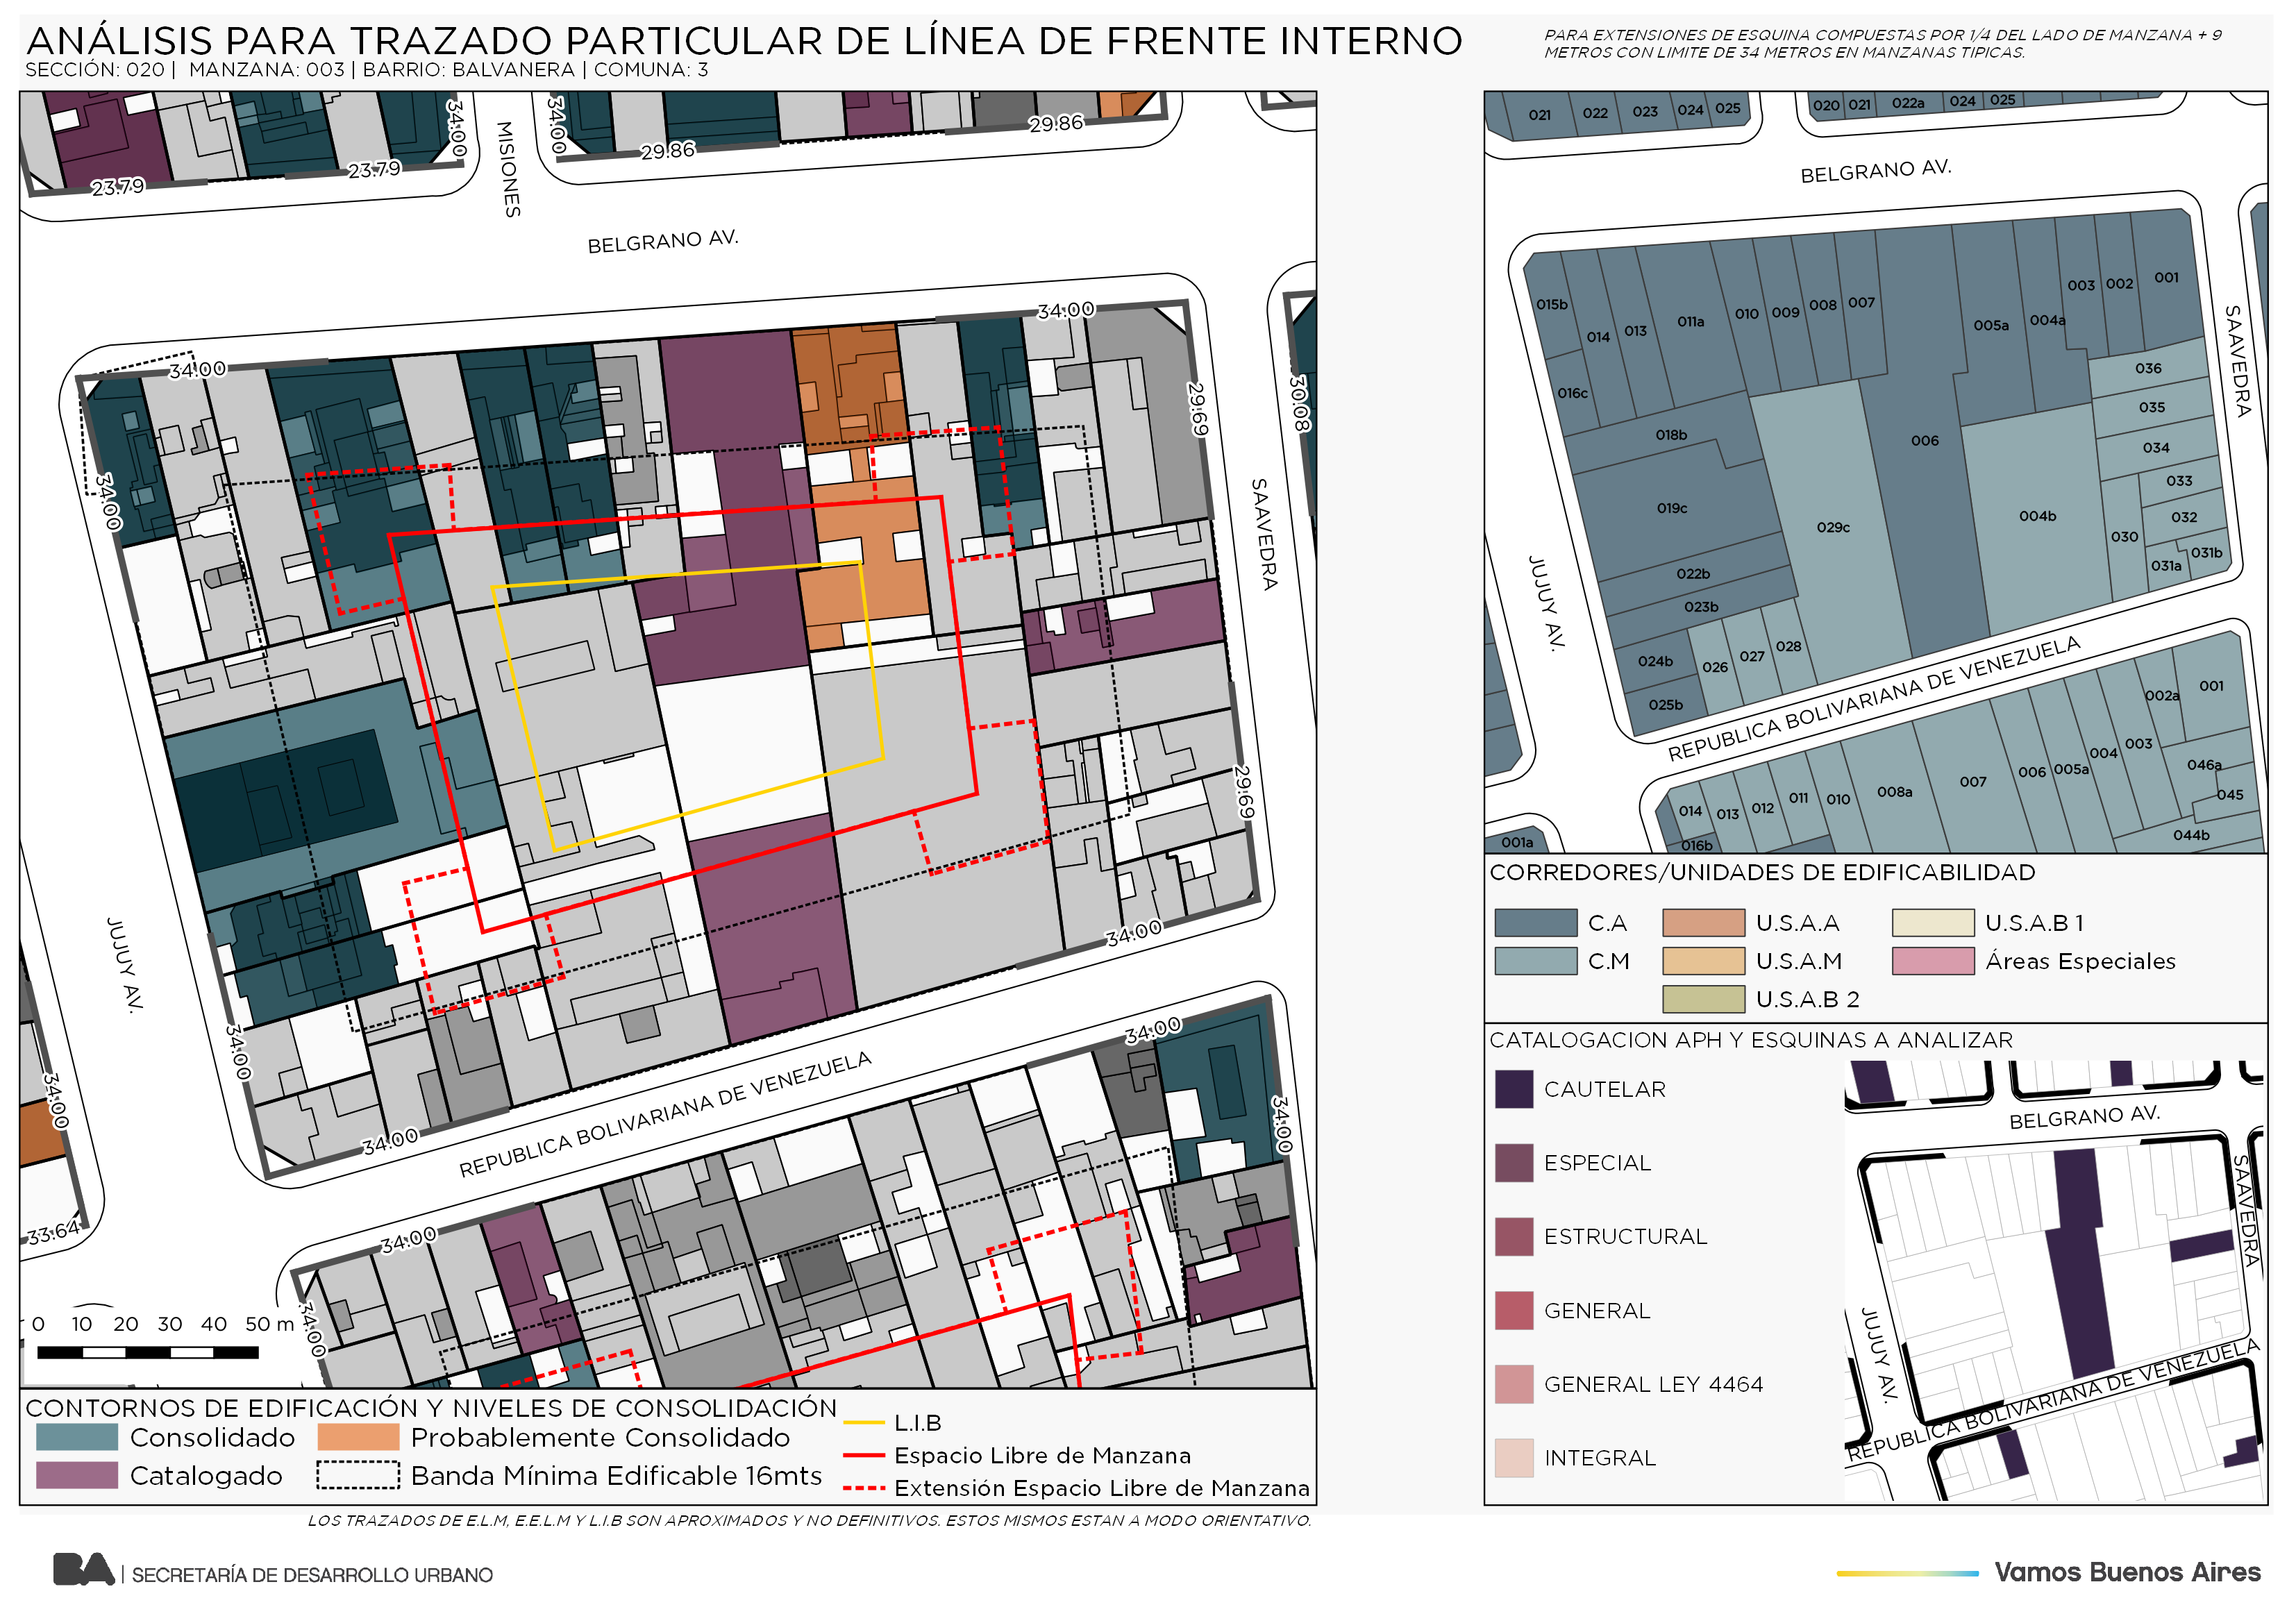 ANÁLISIS PARA TRAZADO PARTICULAR DE LÍNEA DE FRENTE INTERNO
SECCIÓN: 020 | MANZANA: 003 | BARRIO: BALVANERA | COMUNA: 3
PARA EXTENSIONES DE ESQUINA COMPUESTAS POR 1/4 DEL LADO DE MANZANA + 9
METROS CON LIMITE DE 34 METROS EN MANZANAS TIPICAS.
23.79
23.79
34.00
MISIONES
34.00
29.86
29.86
BELGRANO AV.
34.00
34.00
34.00
29.69
30.08
SAAVEDRA
29.69
34.00
JUJUY AV.
34.00
34.00
34.00
33.64
REPUBLICA BOLIVARIANA DE VENEZUELA
34.00
34.00
34.00
34.00
0 10 20 30 40 50 m
CONTORNOS DE EDIFICACIÓN Y NIVELES DE CONSOLIDACIÓN
Consolidado
Probablemente Consolidado
Catalogado
Banda Mínima Edificable 16mts
L.I.B
Espacio Libre de Manzana
Extensión Espacio Libre de Manzana
LOS TRAZADOS DE E.L.M, E.E.L.M Y L.I.B SON APROXIMADOS Y NO DEFINITIVOS. ESTOS MISMOS ESTAN A MODO ORIENTATIVO.
021 022 023 024 025
020 021 022a 024 025
BELGRANO AV.
015b 014 013 011a 010 009 008 007 005a 004a 003 002 001
016c
018b
019c
022b
023b
024b
025b
026 027 028
029c
006
004b
036
035
034
033
032
030
031a
031b
SAAVEDRA
JUJUY AV.
REPUBLICA BOLIVARIANA DE VENEZUELA
014 013 012 011 010 008a 007 006 005a 004 003 002a 001
046a
045
044b
016b
001a
CORREDORES/UNIDADES DE EDIFICABILIDAD
C.A
U.S.A.A
U.S.A.B 1
C.M
U.S.A.M
Áreas Especiales
U.S.A.B 2
CATALOGACION APH Y ESQUINAS A ANALIZAR
CAUTELAR
ESPECIAL
ESTRUCTURAL
GENERAL
GENERAL LEY 4464
INTEGRAL
BELGRANO AV.
SAAVEDRA
JUJUY AV.
REPUBLICA BOLIVARIANA DE VENEZUELA
BA | SECRETARÍA DE DESARROLLO URBANO
Vamos Buenos Aires